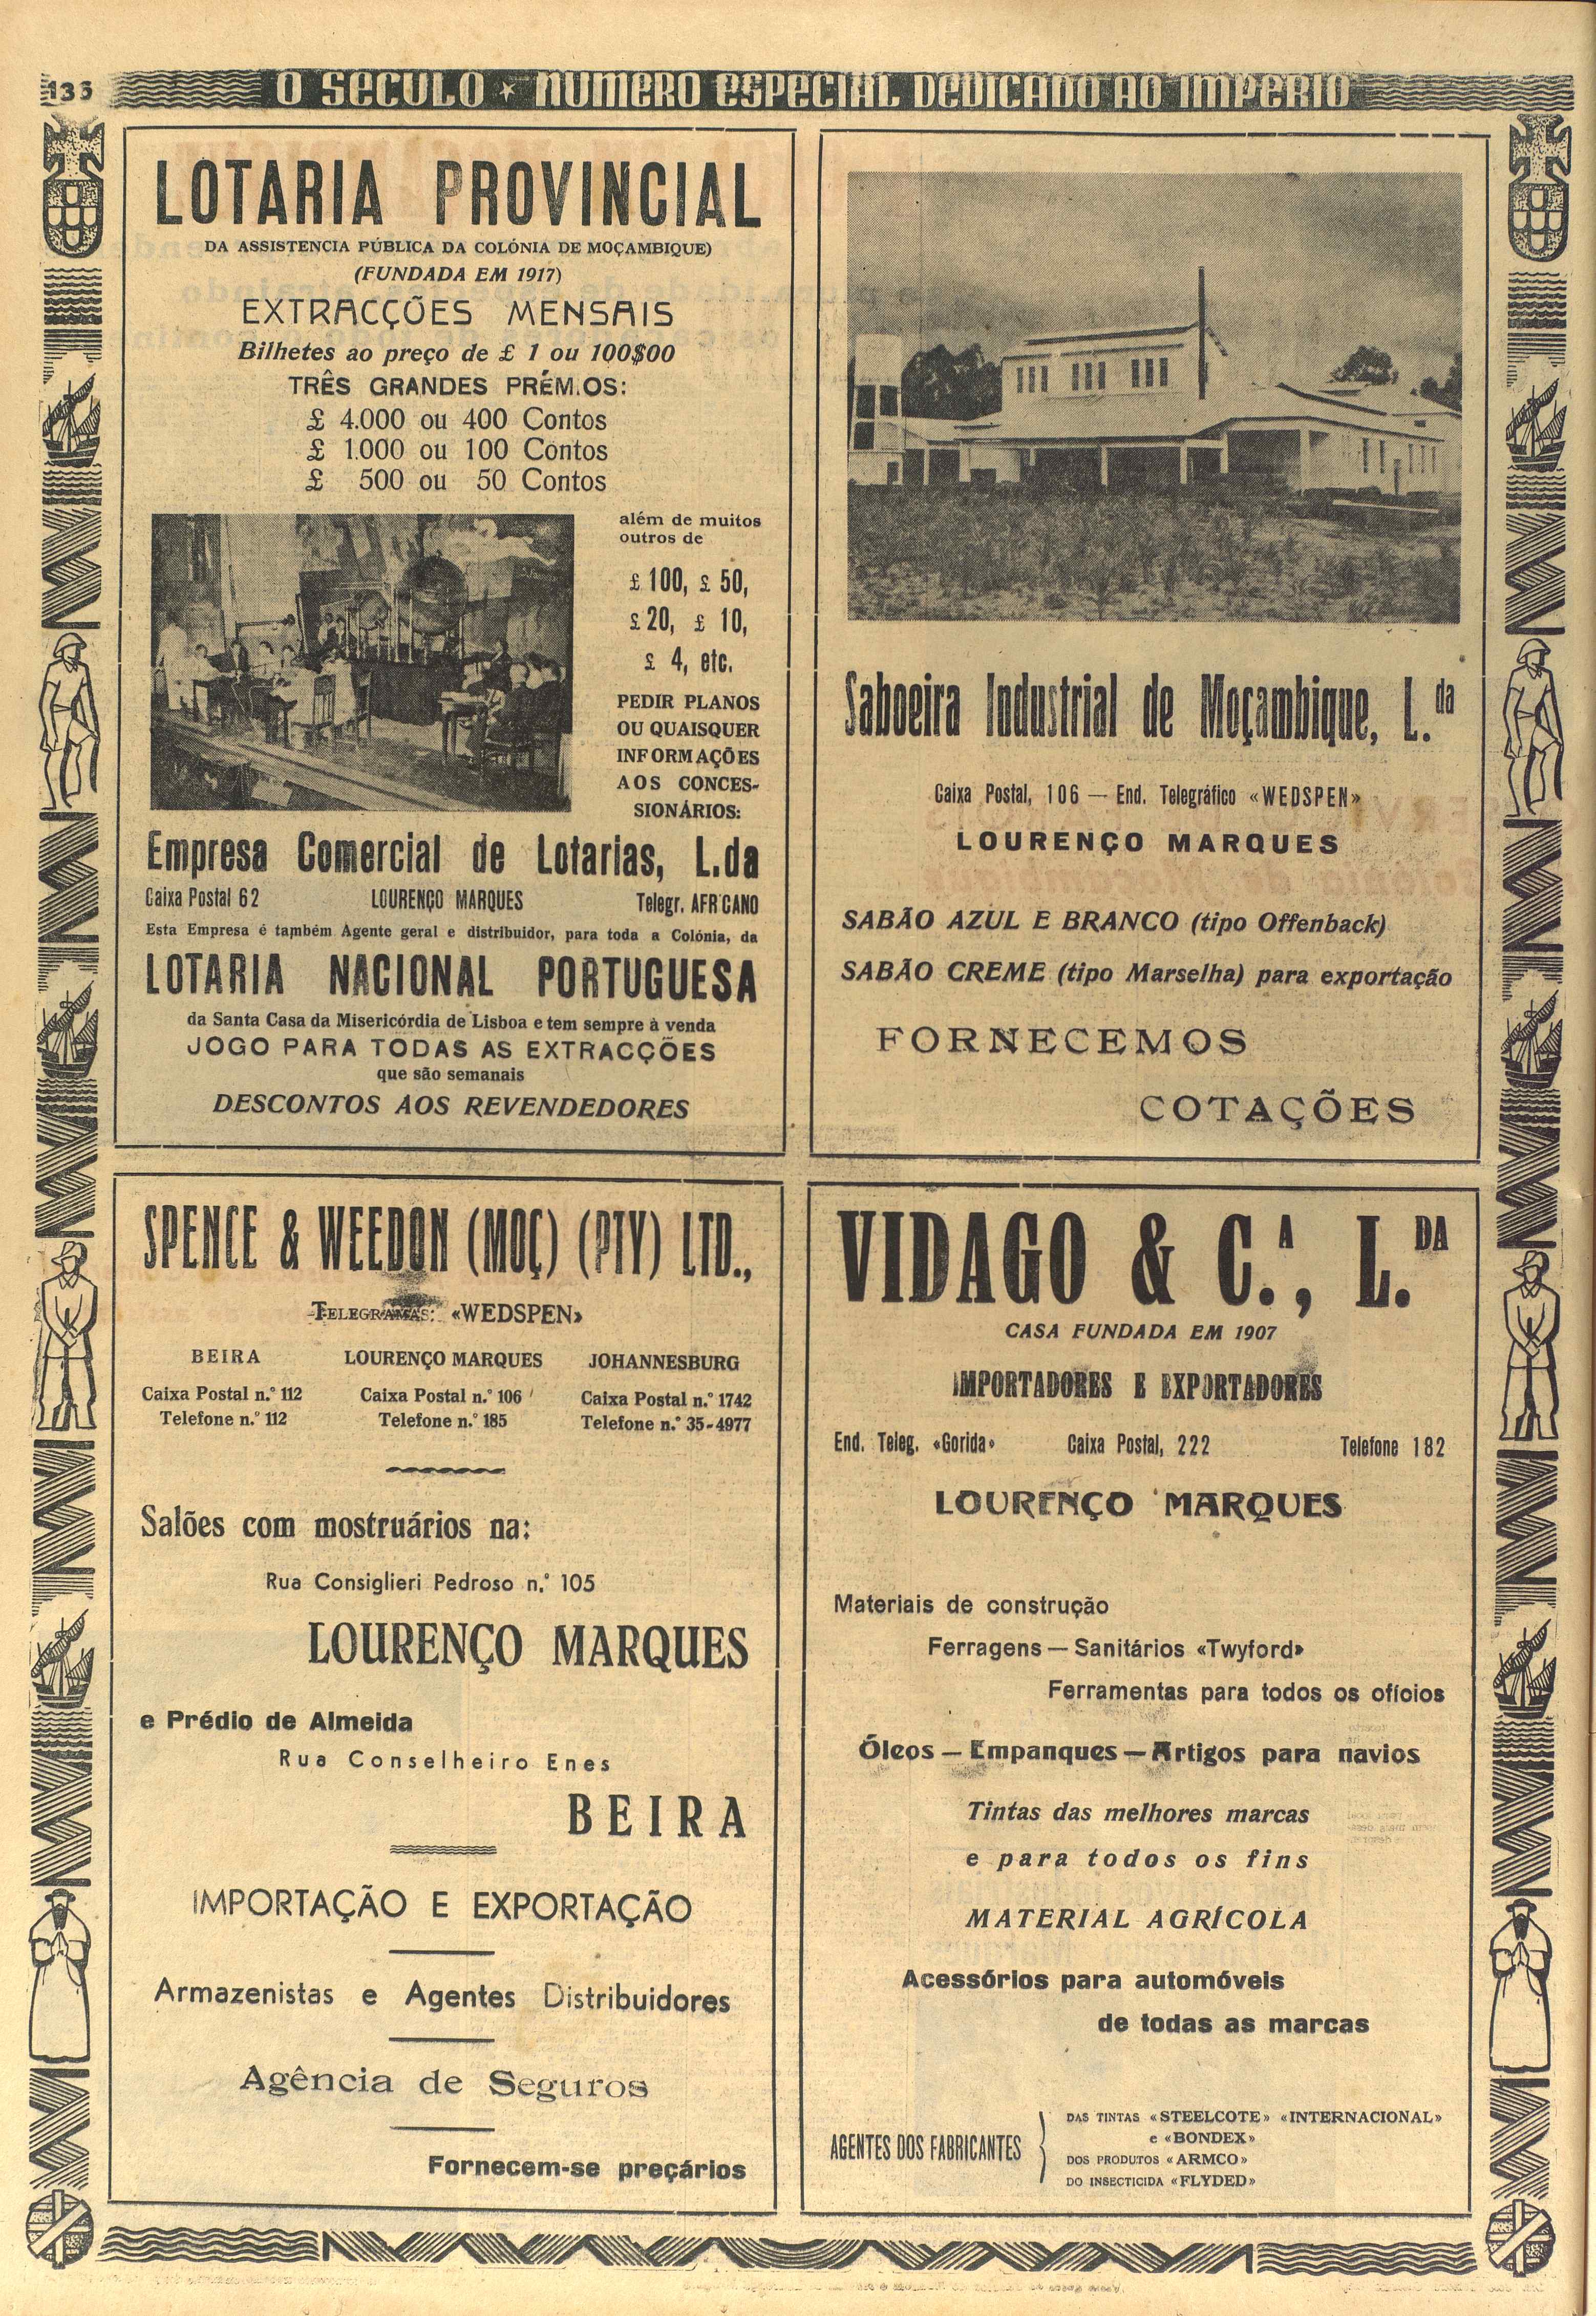 133
O SECULO ★ NUMERO ESPECIAL DEDICADO AO IMPERIO
LOTARIA PROVINCIAL
DA ASSISTENCIA PÚBLICA DA COLÓNIA DE MOÇAMBIQUE)
(FUNDADA EM 1917)
EXTRACÇÕES MENSAIS
Bilhetes ao preço de £ 1 ou 100$00
TRÊS GRANDES PRÉM.OS:
£ 4.000 ou 400 Contos
£ 1.000 ou 100 Contos
£ 500 ou 50 Contos
além de muitos
outros de
£ 100, £ 50,
£ 20, £ 10,
£ 4, etc.
PEDIR PLANOS
OU QUAISQUER
INFORMAÇÕES
AOS CONCES-
SIONÁRIOS:
Empresa Comercial de Lotarias, L.da
Caixa Postal 62 LOURENÇO MARQUES Telegr. AFRICANO
Esta Empresa é também Agente geral e distribuidor, para toda a Colónia, da
LOTARIA NACIONAL PORTUGUESA
da Santa Casa da Misericórdia de Lisboa e tem sempre à venda
JOGO PARA TODAS AS EXTRACÇÕES
que são semanais
DESCONTOS AOS REVENDEDORES
Saboeira Industrial de Moçambique, L.da
Caixa Postal, 106 — End. Telegráfico «WEDSPEN»
LOURENÇO MARQUES
SABÃO AZUL E BRANCO (tipo Offenback)
SABÃO CREME (tipo Marselha) para exportação
FORNECEMOS
COTAÇÕES
SPENCE & WEEDON (MOÇ) (PTY) LTD.,
TELEGRAMAS: «WEDSPEN»
BEIRA LOURENÇO MARQUES JOHANNESBURG
Caixa Postal n.º 112 Caixa Postal n.º 106 Caixa Postal n.º 1742
Telefone n.º 112 Telefone n.º 185 Telefone n.º 35-4977
Salões com mostruários na:
Rua Consiglieri Pedroso n.º 105
LOURENÇO MARQUES
e Prédio de Almeida
Rua Conselheiro Enes
BEIRA
IMPORTAÇÃO E EXPORTAÇÃO
Armazenistas e Agentes Distribuidores
Agência de Seguros
Fornecem-se preçários
VIDAGO & C.ª, L.DA
CASA FUNDADA EM 1907
IMPORTADORES E EXPORTADORES
End. Teleg. «Gorida» Caixa Postal, 222 Telefone 182
LOURENÇO MARQUES
Materiais de construção
Ferragens — Sanitários «Twyford»
Ferramentas para todos os ofícios
Óleos — Empanques — Artigos para navios
Tintas das melhores marcas
e para todos os fins
MATERIAL AGRÍCOLA
Acessórios para automóveis
de todas as marcas
AGENTES DOS FABRICANTES
DAS TINTAS «STEELCOTE» «INTERNACIONAL»
e «BONDEX»
DOS PRODUTOS «ARMCO»
DO INSECTICIDA «FLYDED»